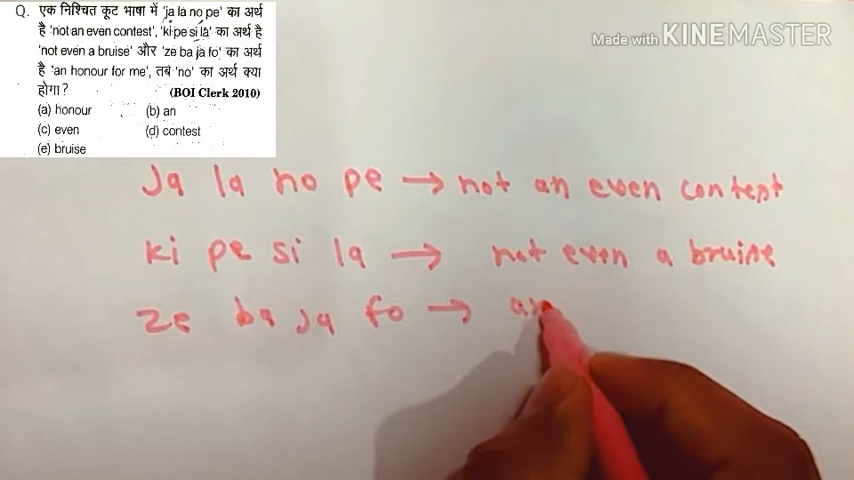 Q. एक निश्चित कूट भाषा में 'ja la no pe' का अर्थ
है 'not an even contest', 'ki pe si la' का अर्थ है
'not even a bruise' और 'ze ba ja fo' का अर्थ
है 'an honour for me', तब 'no' का अर्थ क्या
होगा?
(BOI Clerk 2010)
(a) honour (b) an
(c) even (d) contest
(e) bruise
Made with KINEMASTER
Ja la no pe → not an even contest
ki pe si la → not even a bruise
ze ba Ja fo → an